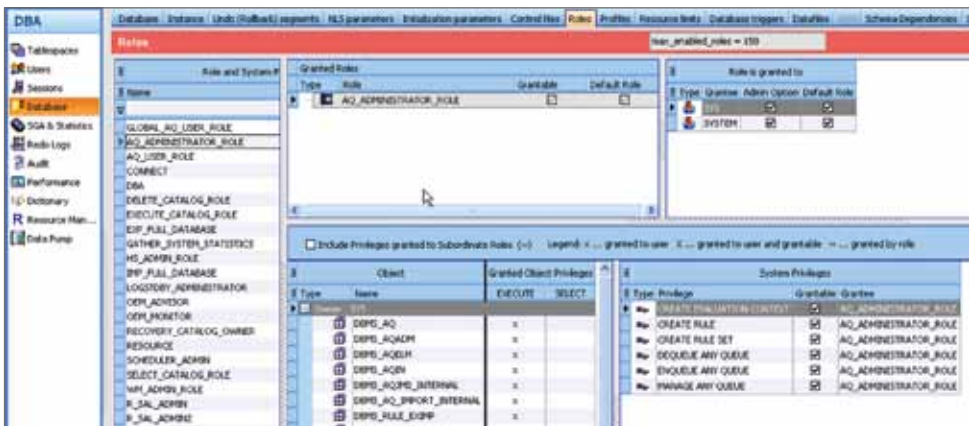 DBA
Database Instance Undo (Rollback) segments NLS parameters Initialization parameters Control files Roles Profiles Resource limits Database triggers Datafiles Schema Dependencies
Roles
max_enabled_roles = 150
Tablespaces
Users
Sessions
Database
SGA & Statistics
Redo Logs
Audit
Performance
Dictionary
Resource Man...
Data Pump
Role and System P
Name
GLOBAL_AQ_USER_ROLE
AQ_ADMINISTRATOR_ROLE
AQ_USER_ROLE
CONNECT
DBA
DELETE_CATALOG_ROLE
EXECUTE_CATALOG_ROLE
EXP_FULL_DATABASE
GATHER_SYSTEM_STATISTICS
HS_ADMIN_ROLE
IMP_FULL_DATABASE
LOGSTDBY_ADMINISTRATOR
OEM_ADVISOR
OEM_MONITOR
RECOVERY_CATALOG_OWNER
RESOURCE
SCHEDULER_ADMIN
SELECT_CATALOG_ROLE
WM_ADMIN_ROLE
R_SAL_ADMIN
R_SAL_ADMIN2
Granted Roles
Type Role Grantable Default Role
AQ_ADMINISTRATOR_ROLE
Role is granted to
Type Grantee Admin Option Default Role
SYS
SYSTEM
Include Privileges granted to Subordinate Roles (~) Legend: x ... granted to user X ... granted to user and grantable ~ ... granted by role
Object Granted Object Privileges
Type Name EXECUTE SELECT
Owner SYS
DBMS_AQ x
DBMS_AQADM x
DBMS_AQELM x
DBMS_AQIN x
DBMS_AQJMS_INTERNAL x
DBMS_AQ_IMPORT_INTERNAL x
DBMS_RULE_EXIMP x
System Privileges
Type Privilege Grantable Grantee
CREATE EVALUATION CONTEXT AQ_ADMINISTRATOR_ROLE
CREATE RULE AQ_ADMINISTRATOR_ROLE
CREATE RULE SET AQ_ADMINISTRATOR_ROLE
DEQUEUE ANY QUEUE AQ_ADMINISTRATOR_ROLE
ENQUEUE ANY QUEUE AQ_ADMINISTRATOR_ROLE
MANAGE ANY QUEUE AQ_ADMINISTRATOR_ROLE